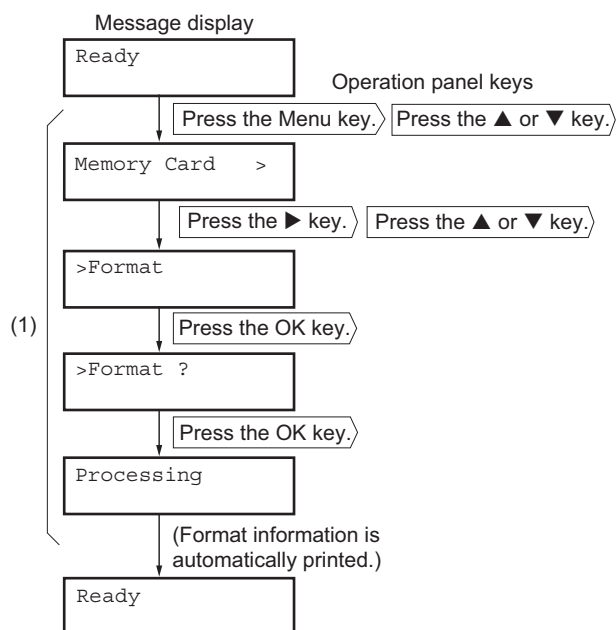 Message display
Ready
Operation panel keys
Press the Menu key. Press the ▲ or ▼ key.
Memory Card >
Press the ▶ key. Press the ▲ or ▼ key.
>Format
(1)
Press the OK key.
>Format ?
Press the OK key.
Processing
(Format information is
automatically printed.)
Ready